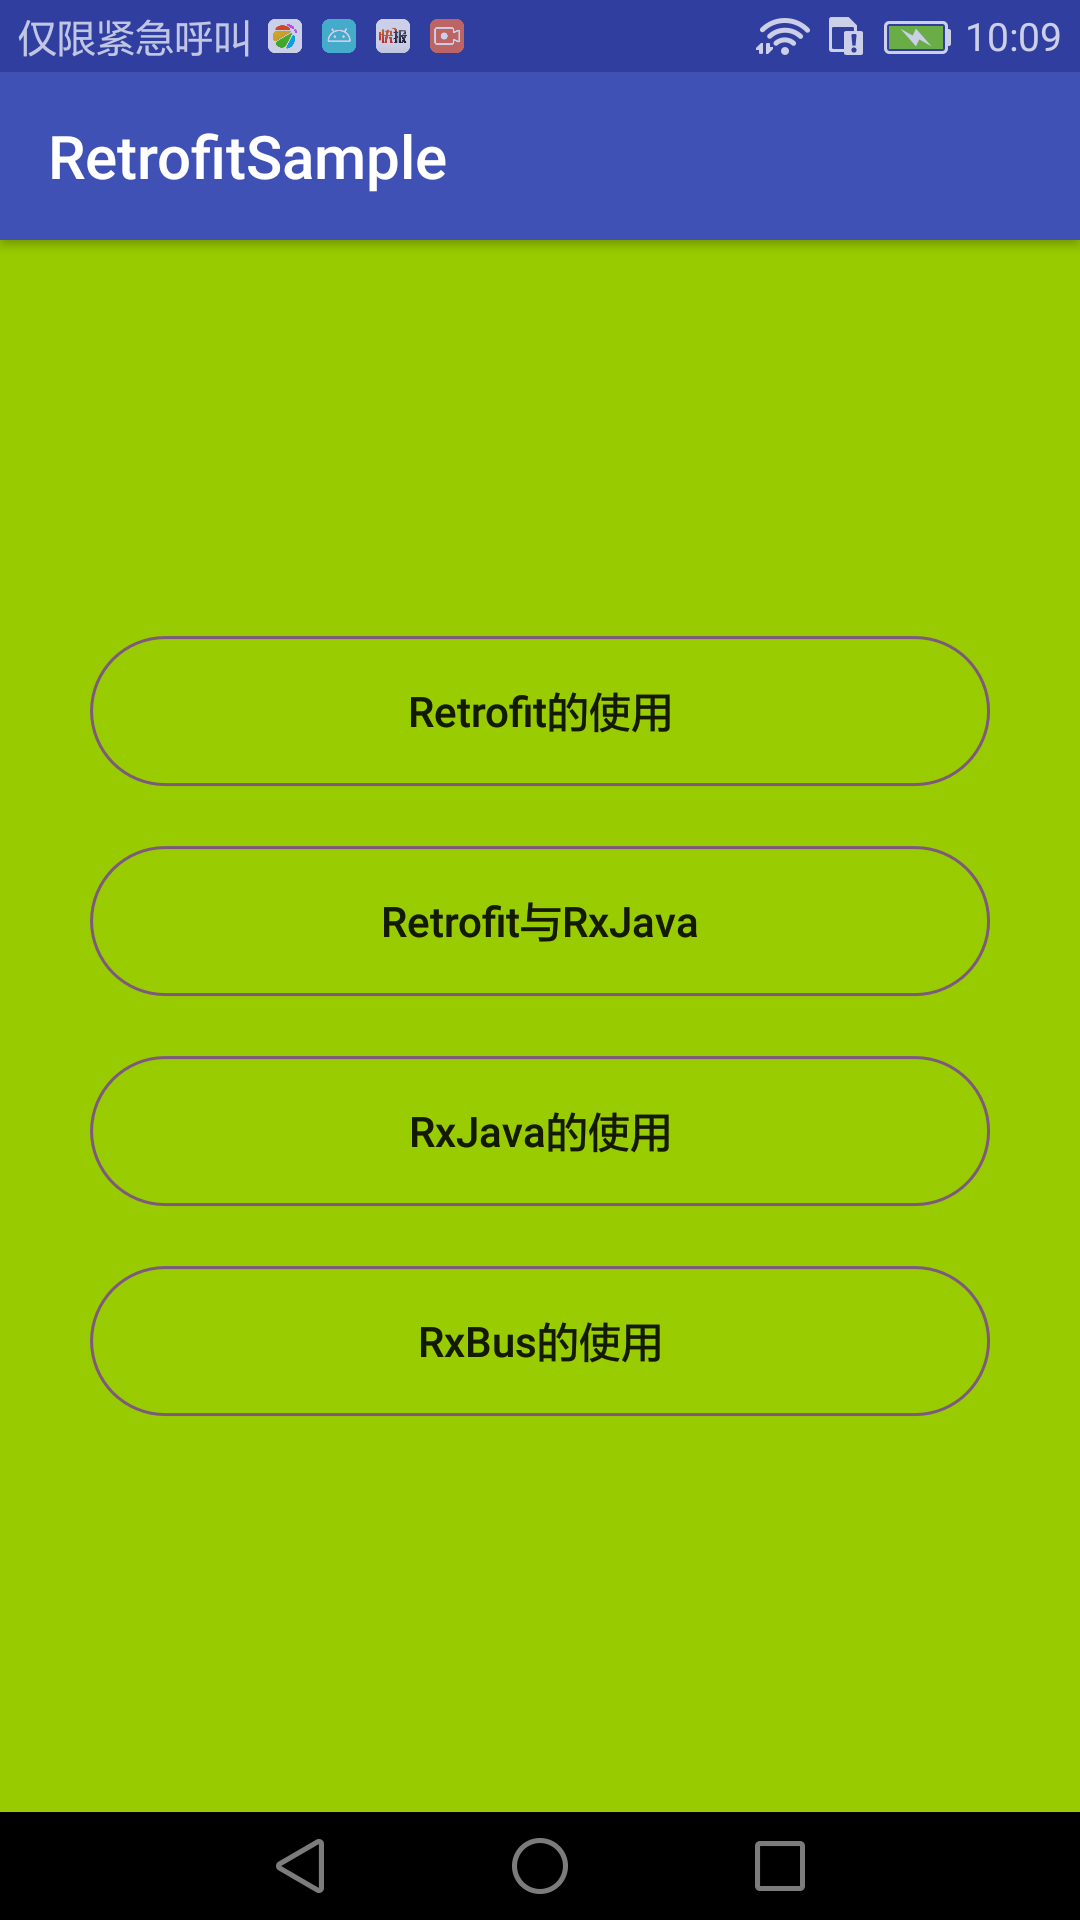 仅限紧急呼叫 快报 10:09
RetrofitSample
Retrofit的使用
Retrofit与RxJava
RxJava的使用
RxBus的使用